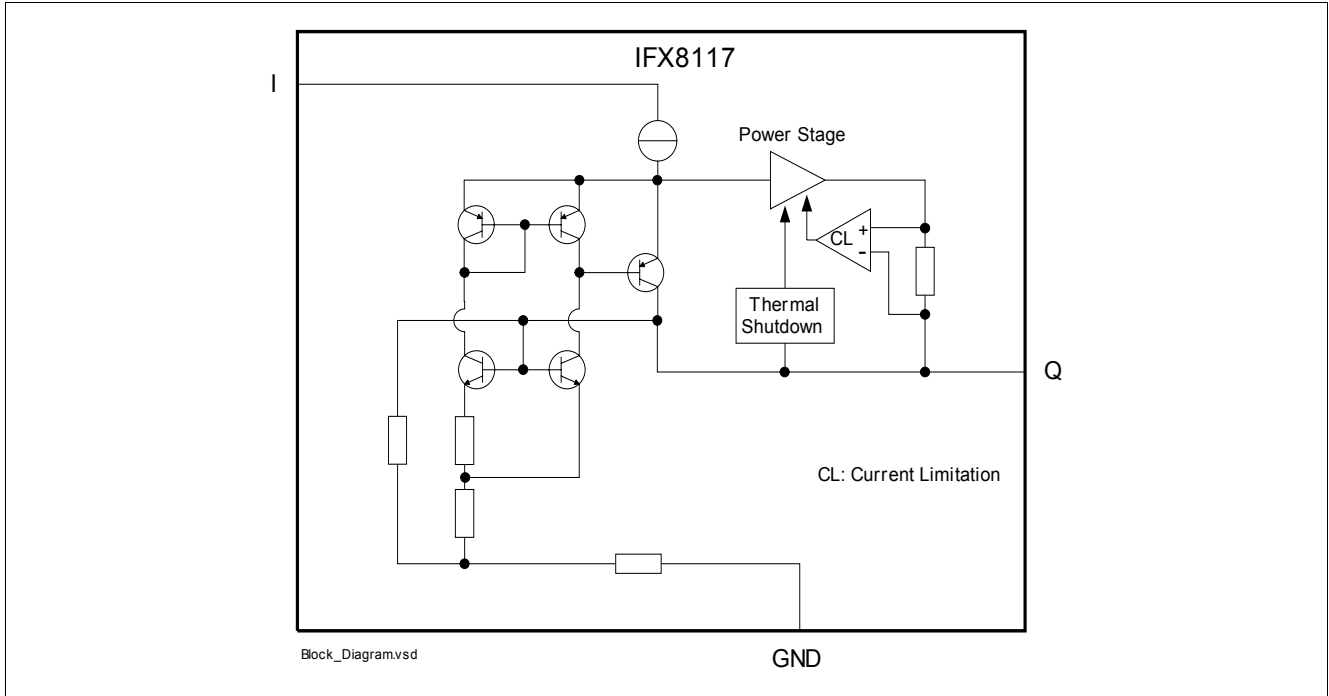 IFX8117
I
Power Stage
CL
+
-
Thermal
Shutdown
Q
CL: Current Limitation
Block_Diagram.vsd
GND